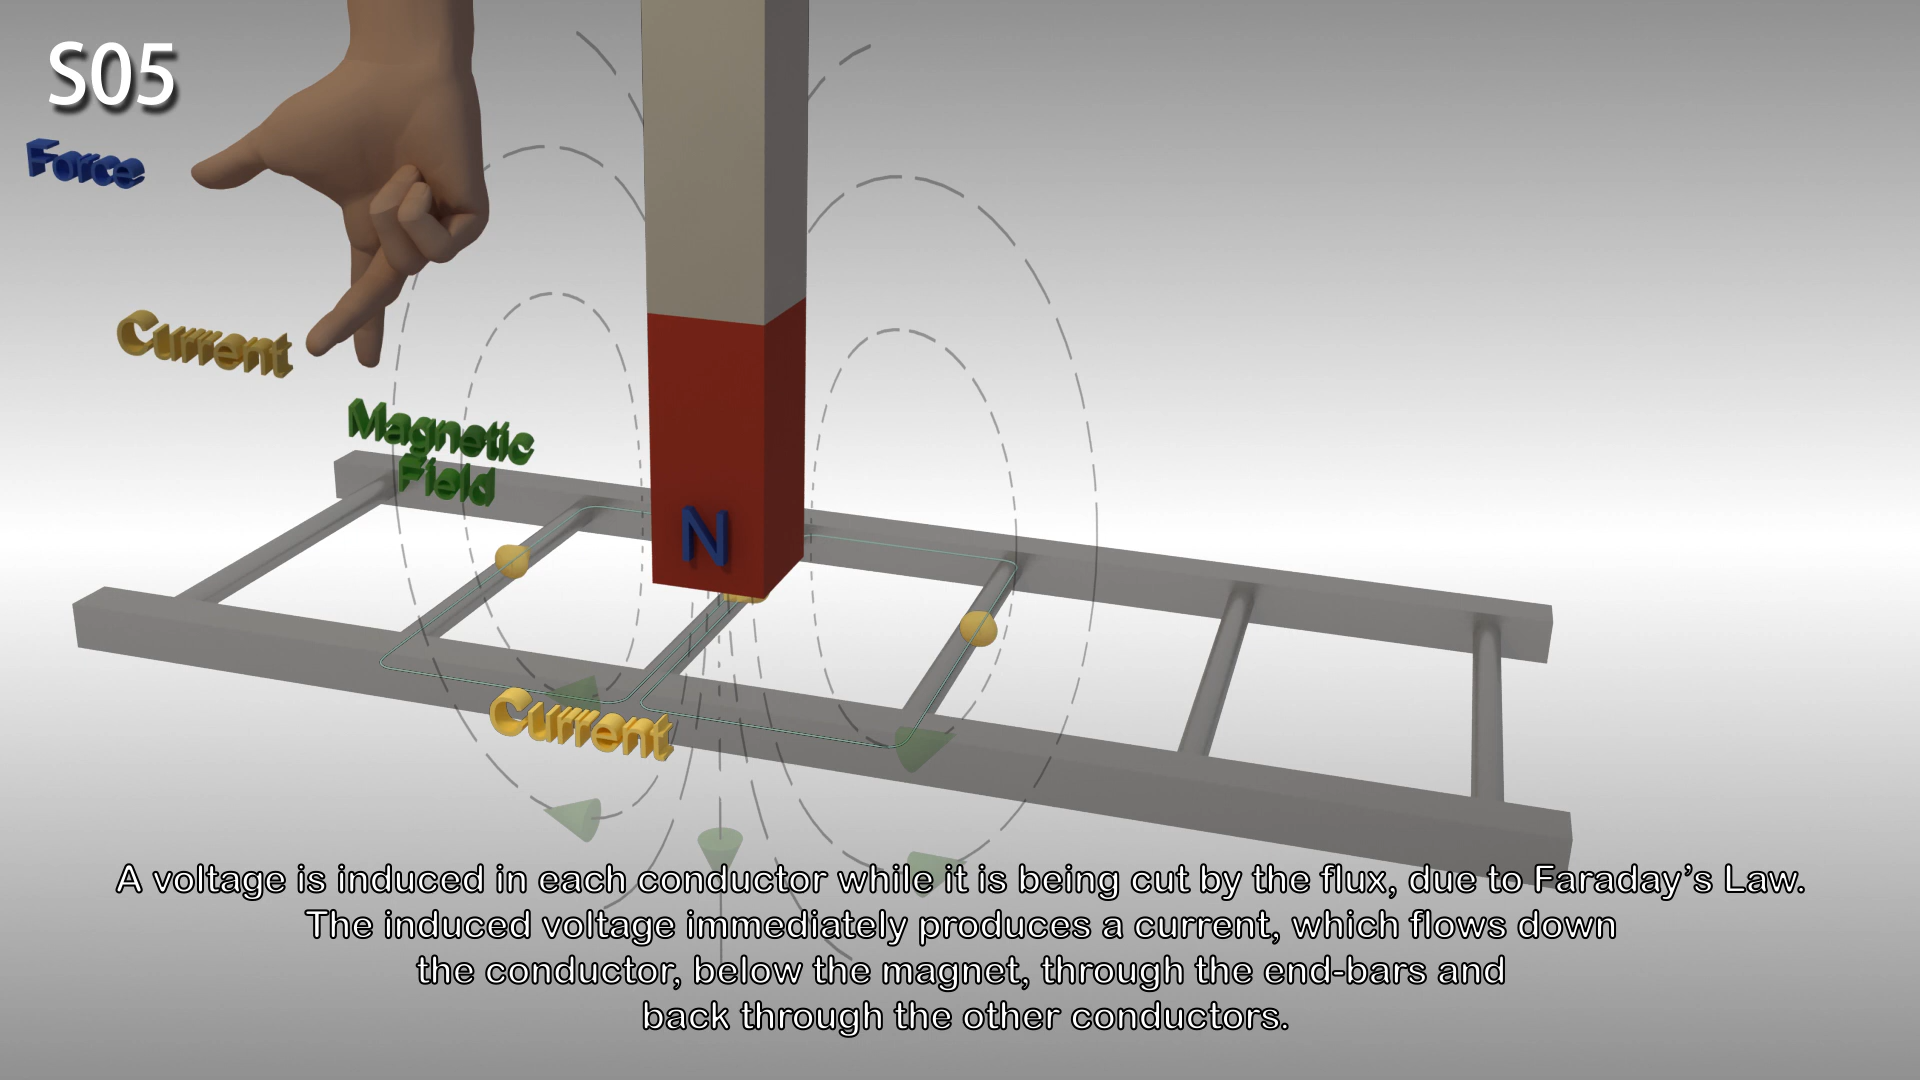 S05
Force
Current
Magnetic
Field
N
Current
A voltage is induced in each conductor while it is being cut by the flux, due to Faraday’s Law.
The induced voltage immediately produces a current, which flows down
the conductor, below the magnet, through the end-bars and
back through the other conductors.